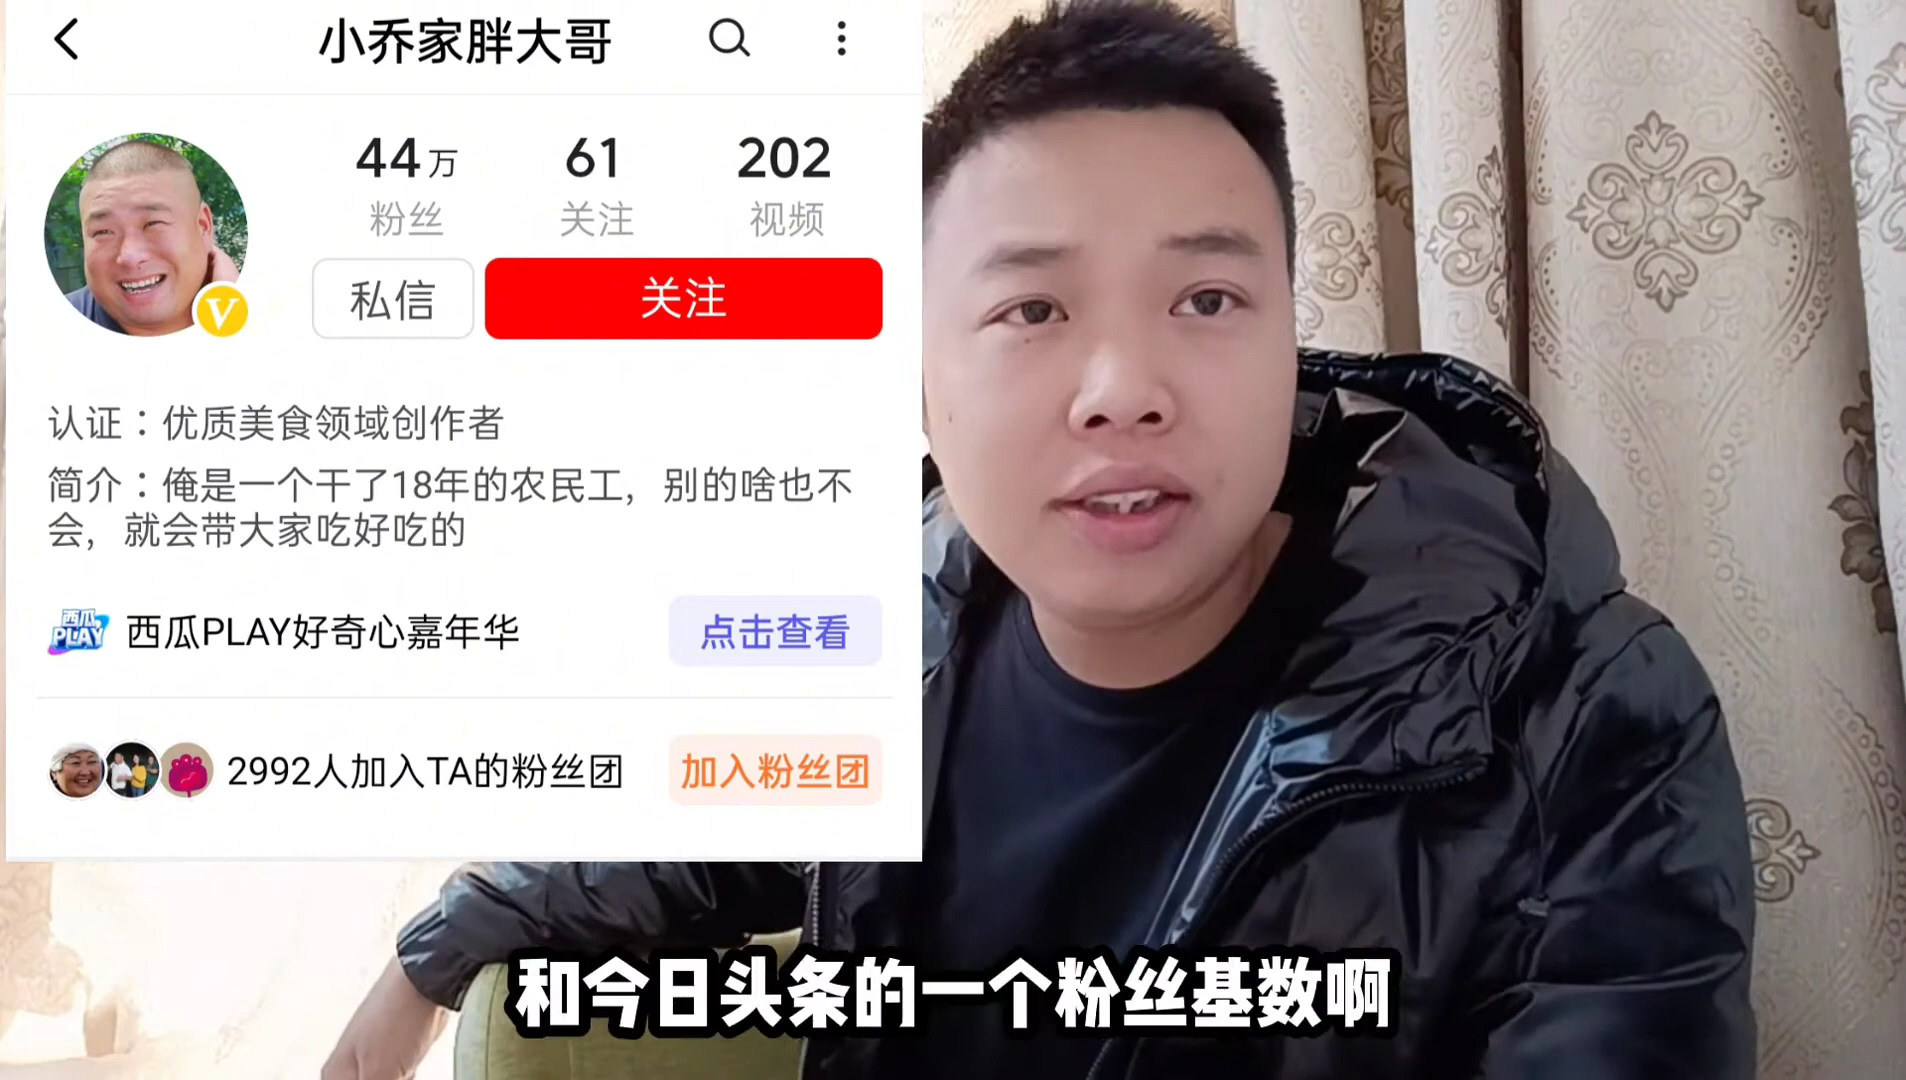 小乔家胖大哥
44万
61
202
粉丝
关注
视频
私信
关注
V
认证：优质美食领域创作者
简介：俺是一个干了18年的农民工，别的啥也不
会，就会带大家吃好吃的
西瓜
PLAY
西瓜PLAY好奇心嘉年华
点击查看
2992人加入TA的粉丝团
加入粉丝团
和今日头条的一个粉丝基数啊